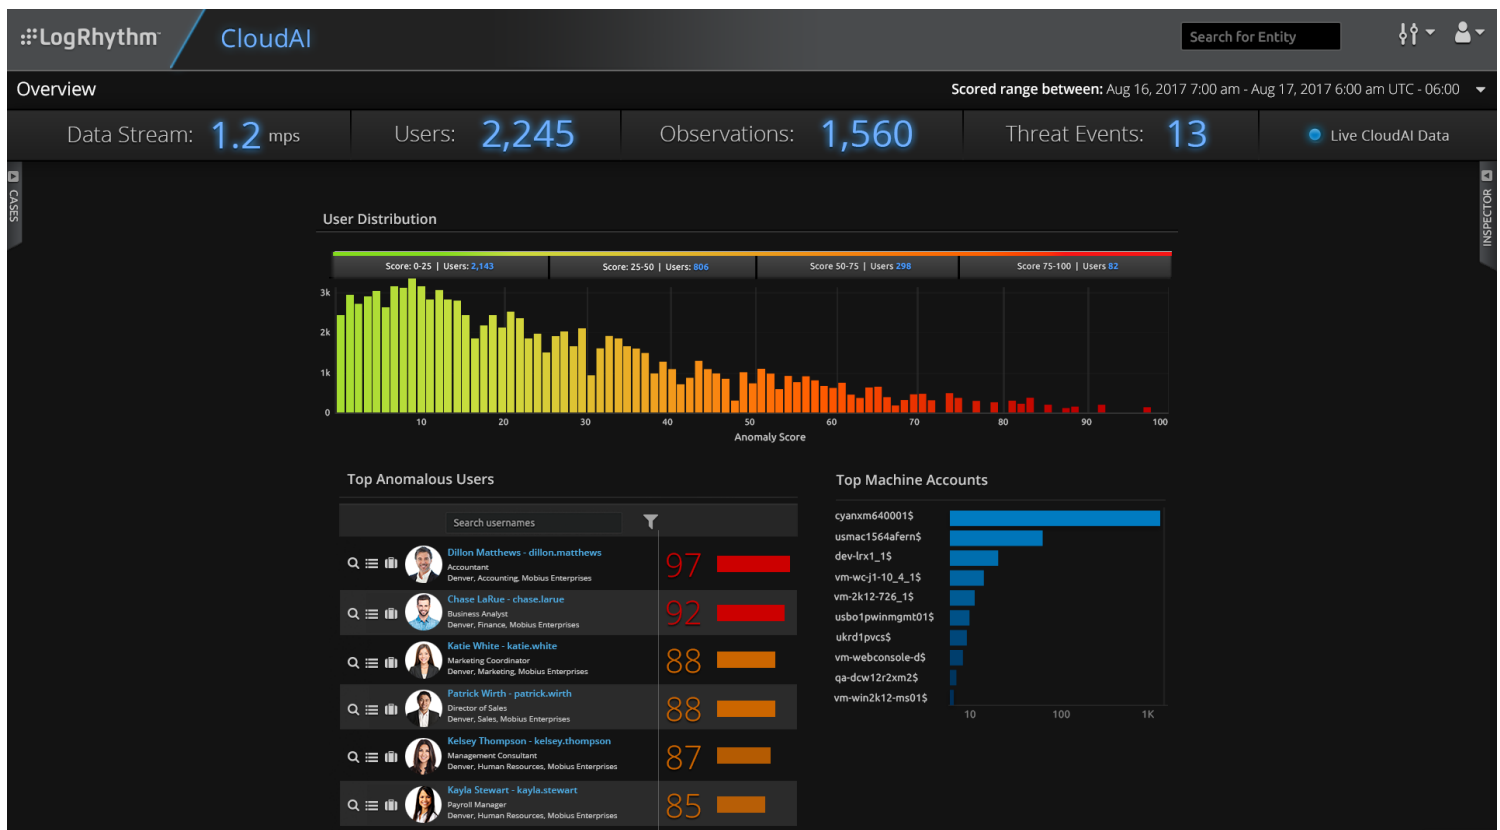 LogRhythm
CloudAI
Search for Entity
Overview
Scored range between: Aug 16, 2017 7:00 am - Aug 17, 2017 6:00 am UTC - 06:00
Data Stream: 1.2 mps
Users: 2,245
Observations: 1,560
Threat Events: 13
Live CloudAI Data
CASES
INSPECTOR
User Distribution
Score: 0-25 | Users: 2,143
Score: 25-50 | Users: 806
Score 50-75 | Users 298
Score 75-100 | Users 82
3k
2k
1k
0
10 20 30 40 50 60 70 80 90 100
Anomaly Score
Top Anomalous Users
Search usernames
Dillon Matthews - dillon.matthews
Accountant
Denver, Accounting, Mobius Enterprises
97
Chase LaRue - chase.larue
Business Analyst
Denver, Finance, Mobius Enterprises
92
Katie White - katie.white
Marketing Coordinator
Denver, Marketing, Mobius Enterprises
88
Patrick Wirth - patrick.wirth
Director of Sales
Denver, Sales, Mobius Enterprises
88
Kelsey Thompson - kelsey.thompson
Management Consultant
Denver, Human Resources, Mobius Enterprises
87
Kayla Stewart - kayla.stewart
Payroll Manager
Denver, Human Resources, Mobius Enterprises
85
Top Machine Accounts
cyanxm640001$
usmac1564afern$
dev-lrx1_1$
vm-wc-j1-10_4_1$
vm-2k12-726_1$
usbo1pwinmgmt01$
ukrd1pvcs$
vm-webconsole-d$
qa-dcw12r2xm2$
vm-win2k12-ms01$
10 100 1K